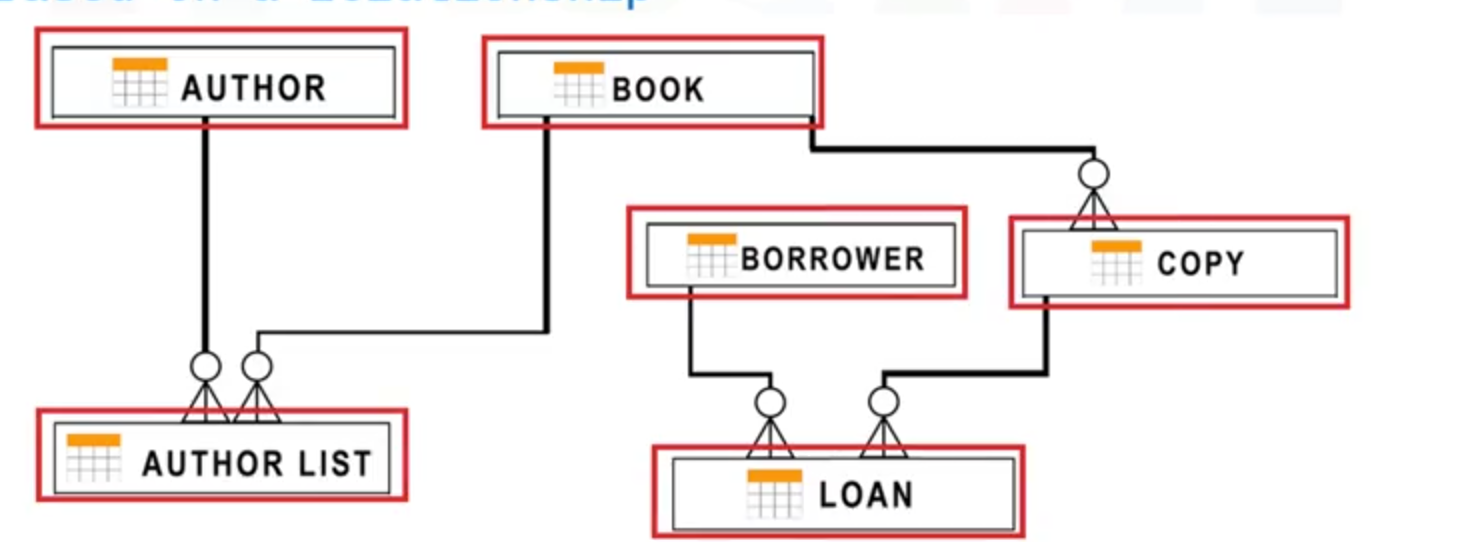 AUTHOR
BOOK
BORROWER
COPY
AUTHOR LIST
LOAN